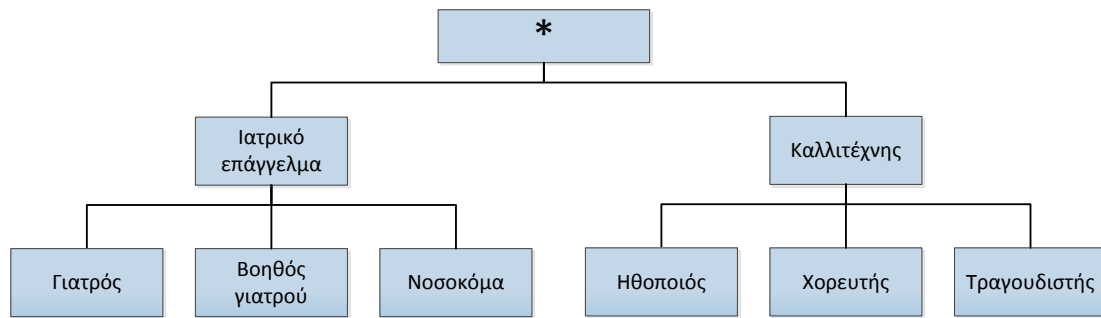 *
Ιατρικό
επάγγελμα
Καλλιτέχνης
Γιατρός
Βοηθός
γιατρού
Νοσοκόμα
Ηθοποιός
Χορευτής
Τραγουδιστής